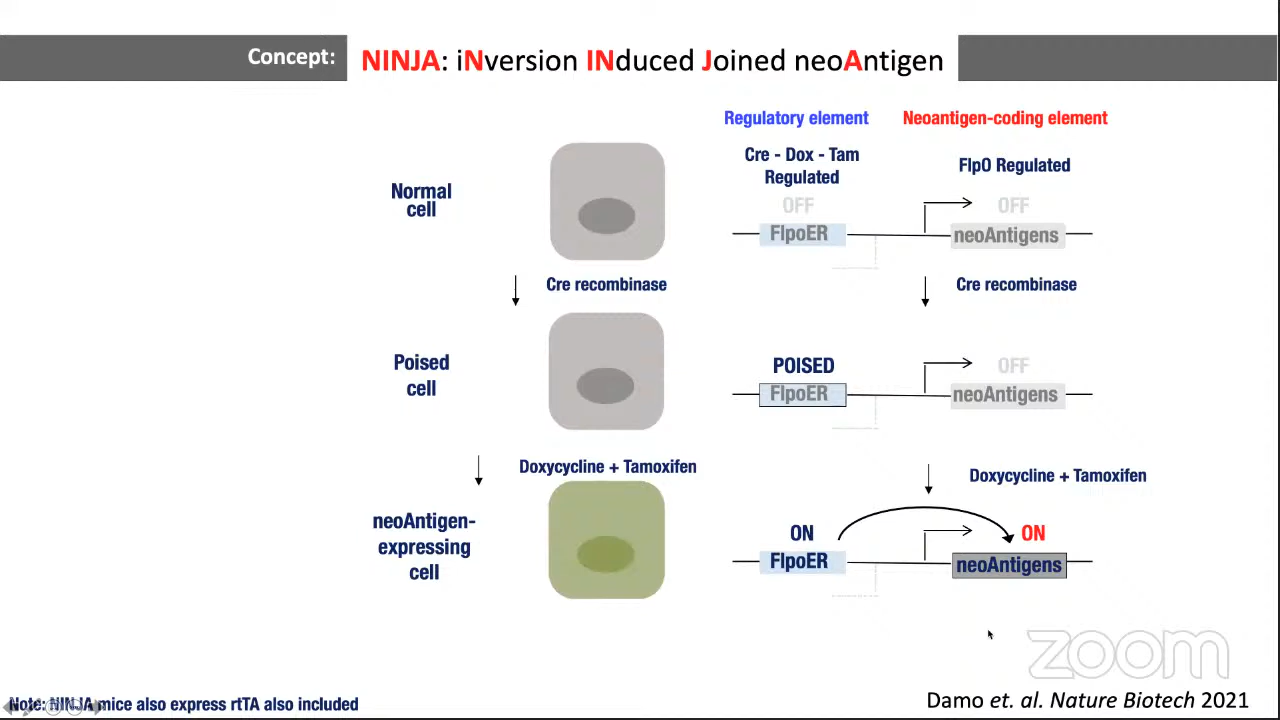 Concept:
NINJA: iNversion INduced Joined neoAntigen
Regulatory element
Neoantigen-coding element
Cre - Dox - Tam
Regulated
FlpO Regulated
Normal
cell
OFF
OFF
FlpoER
neoAntigens
Cre recombinase
Cre recombinase
Poised
cell
POISED
OFF
FlpoER
neoAntigens
Doxycycline + Tamoxifen
Doxycycline + Tamoxifen
neoAntigen-
expressing
cell
ON
ON
FlpoER
neoAntigens
zoom
Note: NINJA mice also express rtTA also included
Damo et. al. Nature Biotech 2021